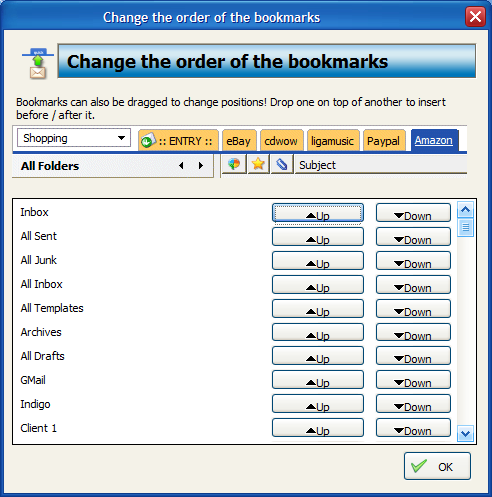 Change the order of the bookmarks
Change the order of the bookmarks
Bookmarks can also be dragged to change positions! Drop one on top of another to insert
before / after it.
Shopping :: ENTRY :: eBay cdwow ligamusic Paypal Amazon
All Folders Subject
Inbox Up Down
All Sent Up Down
All Junk Up Down
All Inbox Up Down
All Templates Up Down
Archives Up Down
All Drafts Up Down
GMail Up Down
Indigo Up Down
Client 1 Up Down
OK